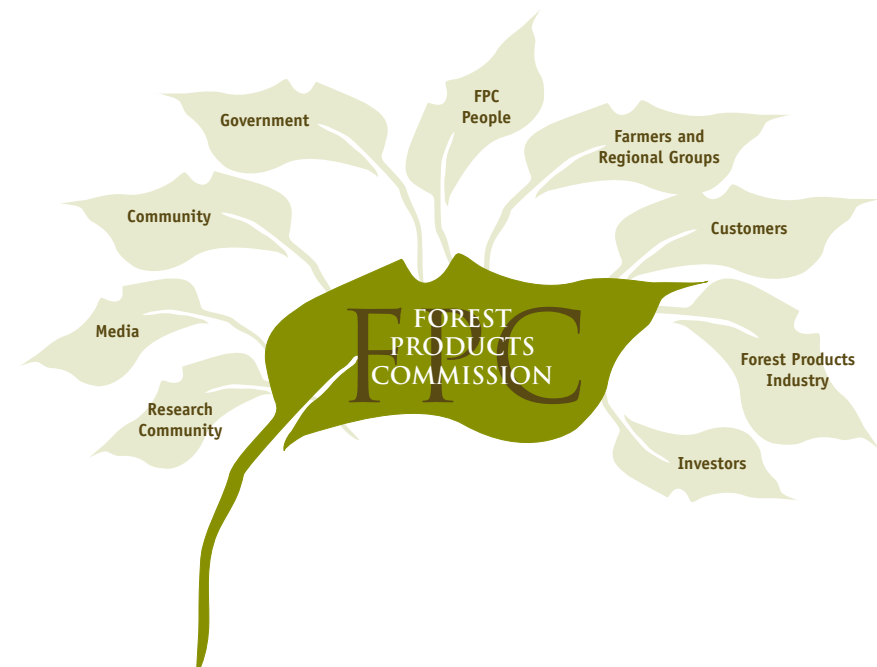 FPC
People
Government
Farmers and
Regional Groups
Community
Customers
Media
Forest Products
Industry
Research
Community
Investors
FPC
FOREST
PRODUCTS
COMMISSION